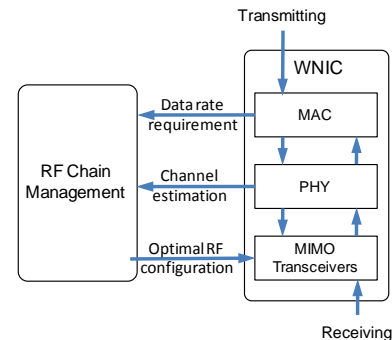 Transmitting
WNIC
MAC
Data rate
requirement
RF Chain
Management
PHY
Channel
estimation
Optimal RF
configuration
MIMO
Transceivers
Receiving